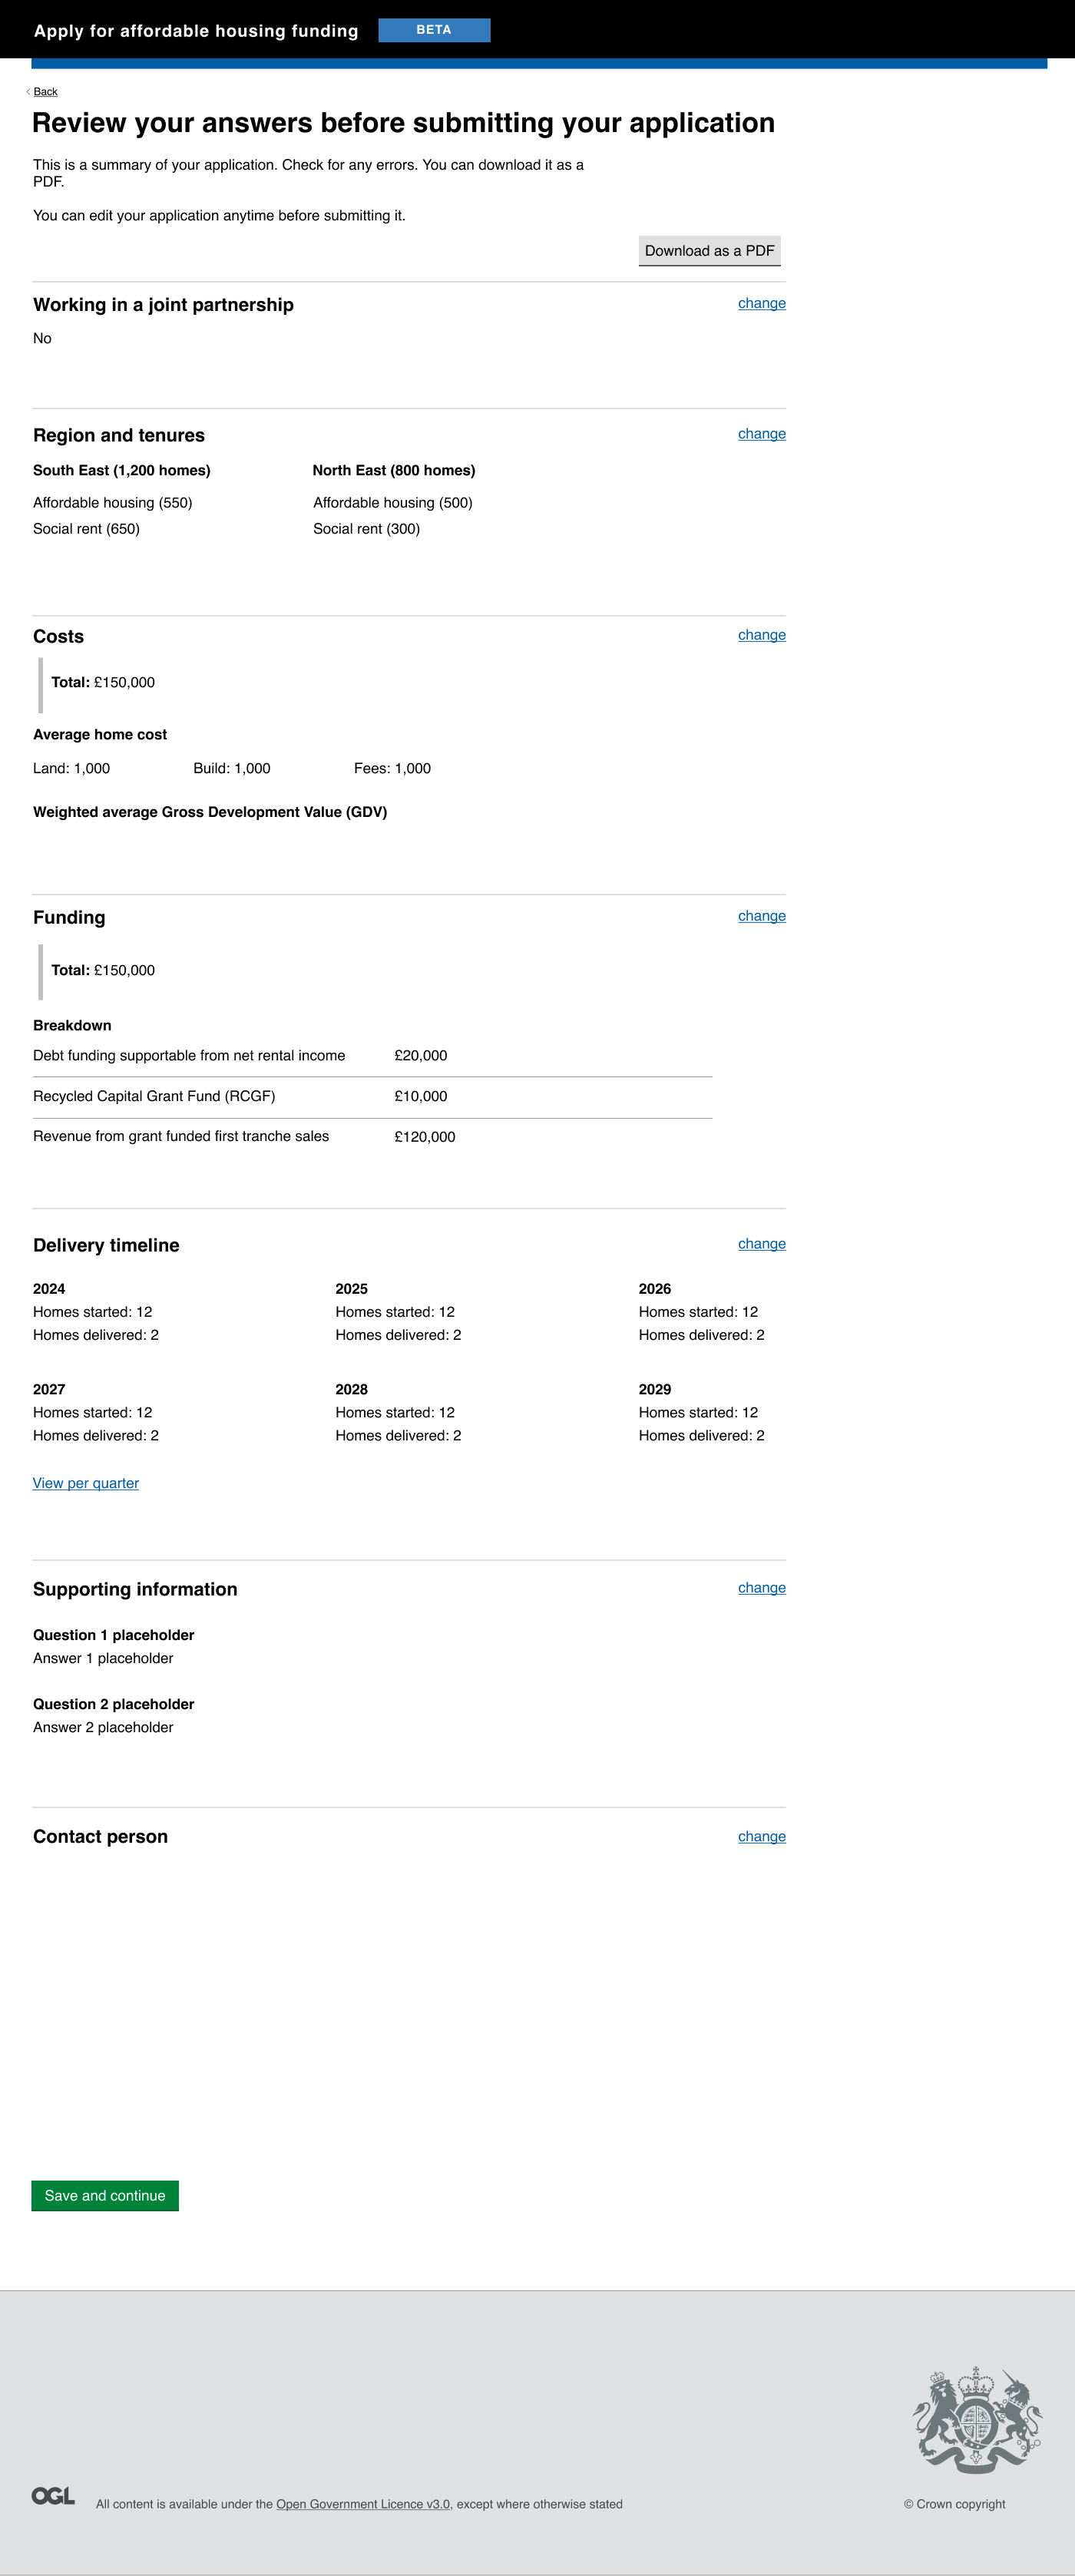 Apply for affordable housing funding BETA
Back
Review your answers before submitting your application
This is a summary of your application. Check for any errors. You can download it as a
PDF.
You can edit your application anytime before submitting it.
Download as a PDF
Working in a joint partnership change
No
Region and tenures change
South East (1,200 homes) North East (800 homes)
Affordable housing (550) Affordable housing (500)
Social rent (650) Social rent (300)
Costs change
Total: £150,000
Average home cost
Land: 1,000 Build: 1,000 Fees: 1,000
Weighted average Gross Development Value (GDV)
Funding change
Total: £150,000
Breakdown
Debt funding supportable from net rental income £20,000
Recycled Capital Grant Fund (RCGF) £10,000
Revenue from grant funded first tranche sales £120,000
Delivery timeline change
2024 2025 2026
Homes started: 12 Homes started: 12 Homes started: 12
Homes delivered: 2 Homes delivered: 2 Homes delivered: 2
2027 2028 2029
Homes started: 12 Homes started: 12 Homes started: 12
Homes delivered: 2 Homes delivered: 2 Homes delivered: 2
View per quarter
Supporting information change
Question 1 placeholder
Answer 1 placeholder
Question 2 placeholder
Answer 2 placeholder
Contact person change
Save and continue
OGL All content is available under the Open Government Licence v3.0, except where otherwise stated © Crown copyright